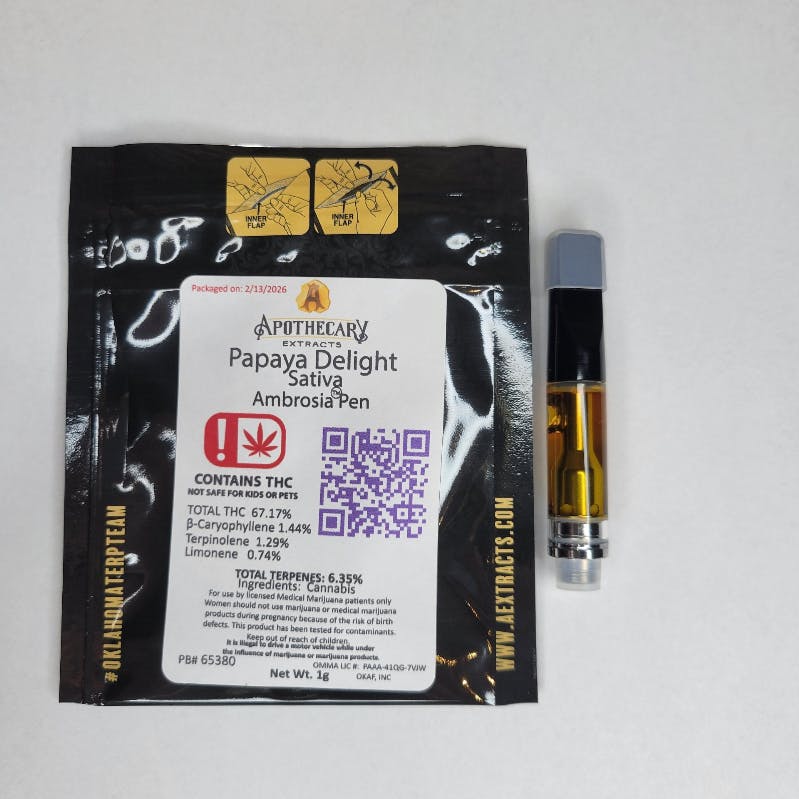 INNER
FLAP
INNER
FLAP
Packaged on: 2/13/2026
A
APOTHECARY
EXTRACTS
Papaya Delight
Sativa
Ambrosia™Pen
!
CONTAINS THC
NOT SAFE FOR KIDS OR PETS
TOTAL THC 67.17%
β-Caryophyllene 1.44%
Terpinolene 1.29%
Limonene 0.74%
TOTAL TERPENES: 6.35%
Ingredients: Cannabis
For use by licensed Medical Marijuana patients only
Women should not use marijuana or medical marijuana
products during pregnancy because of the risk of birth
defects. This product has been tested for contaminants.
Keep out of reach of children.
It is illegal to drive a motor vehicle while under
the influence of marijuana or marijuana products.
PB# 65380
OMMA LIC #: PAAA-41QG-7VJW
Net Wt. 1g
OKAF, INC
#OKLAHOMATERPTEAM
WWW.AEXTRACTS.COM